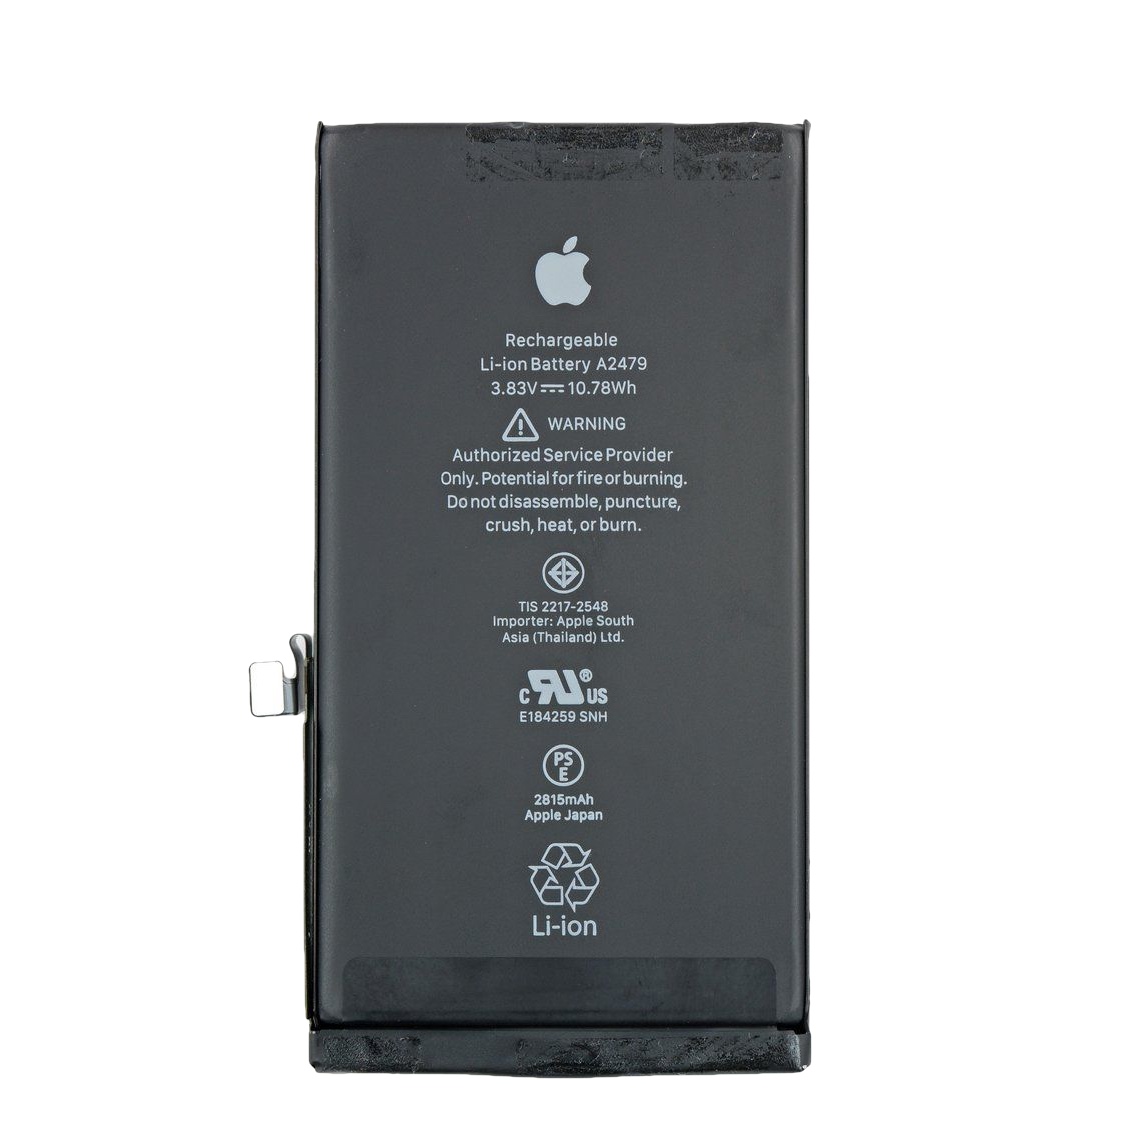 Rechargeable
Li-ion Battery A2479
3.83V⎓10.78Wh
WARNING
Authorized Service Provider
Only. Potential for fire or burning.
Do not disassemble, puncture,
crush, heat, or burn.
TIS 2217-2548
Importer: Apple South
Asia (Thailand) Ltd.
c RU® US
E184259 SNH
PS
E
2815mAh
Apple Japan
Li-ion